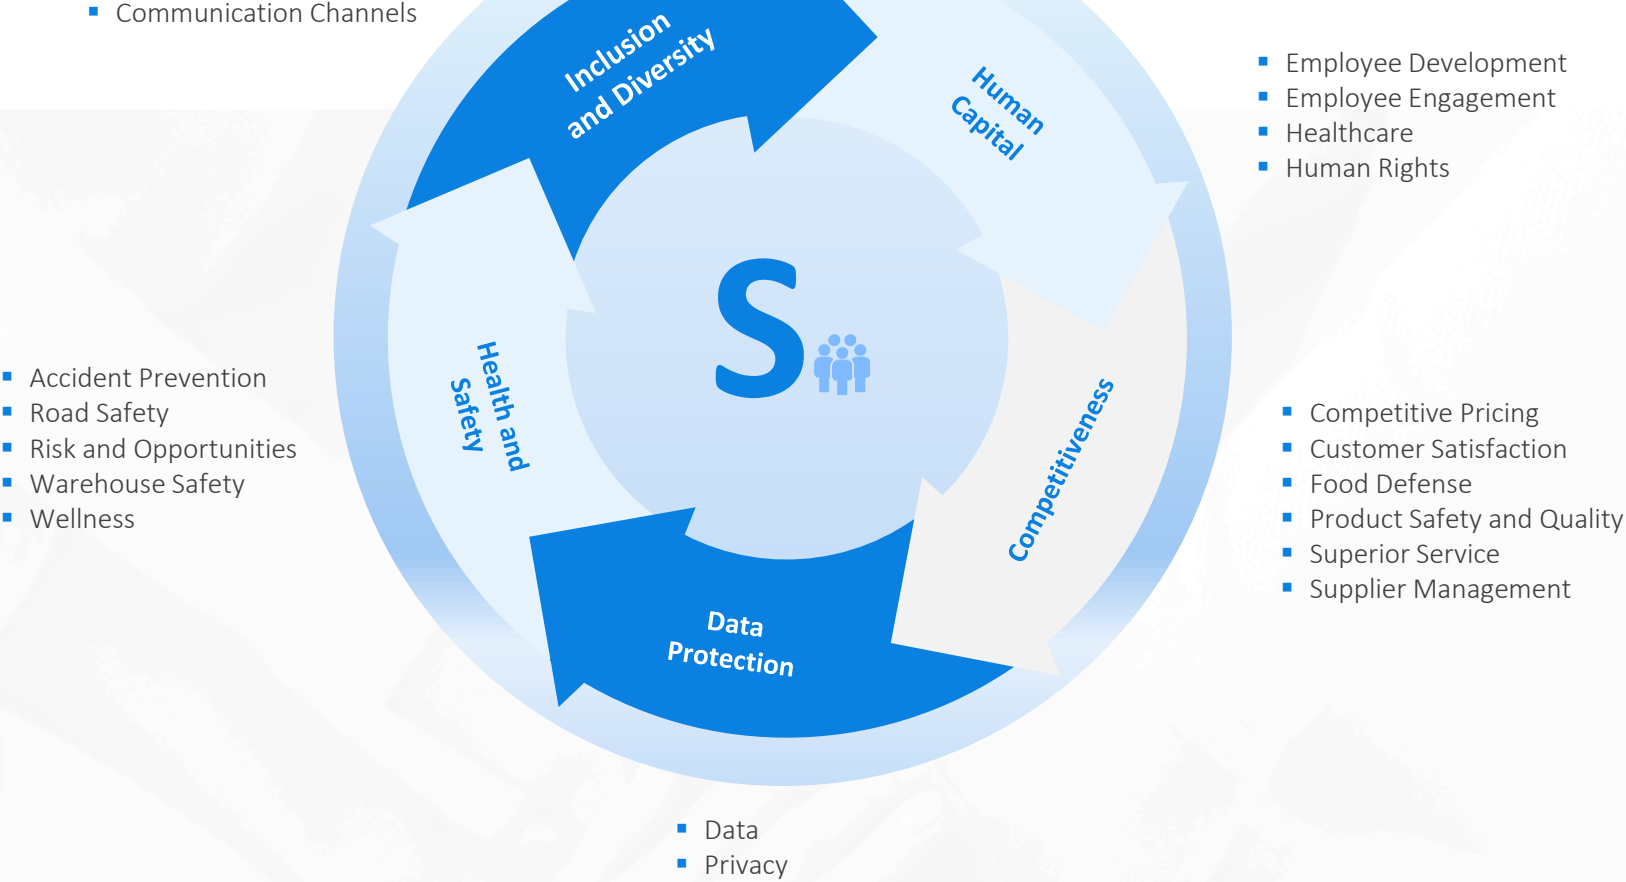 Communication Channels
Inclusion
and Diversity
Human
Capital
Employee Development
Employee Engagement
Healthcare
Human Rights
S
Health and
Safety
Accident Prevention
Road Safety
Risk and Opportunities
Warehouse Safety
Wellness
Competitiveness
Competitive Pricing
Customer Satisfaction
Food Defense
Product Safety and Quality
Superior Service
Supplier Management
Data
Protection
Data
Privacy